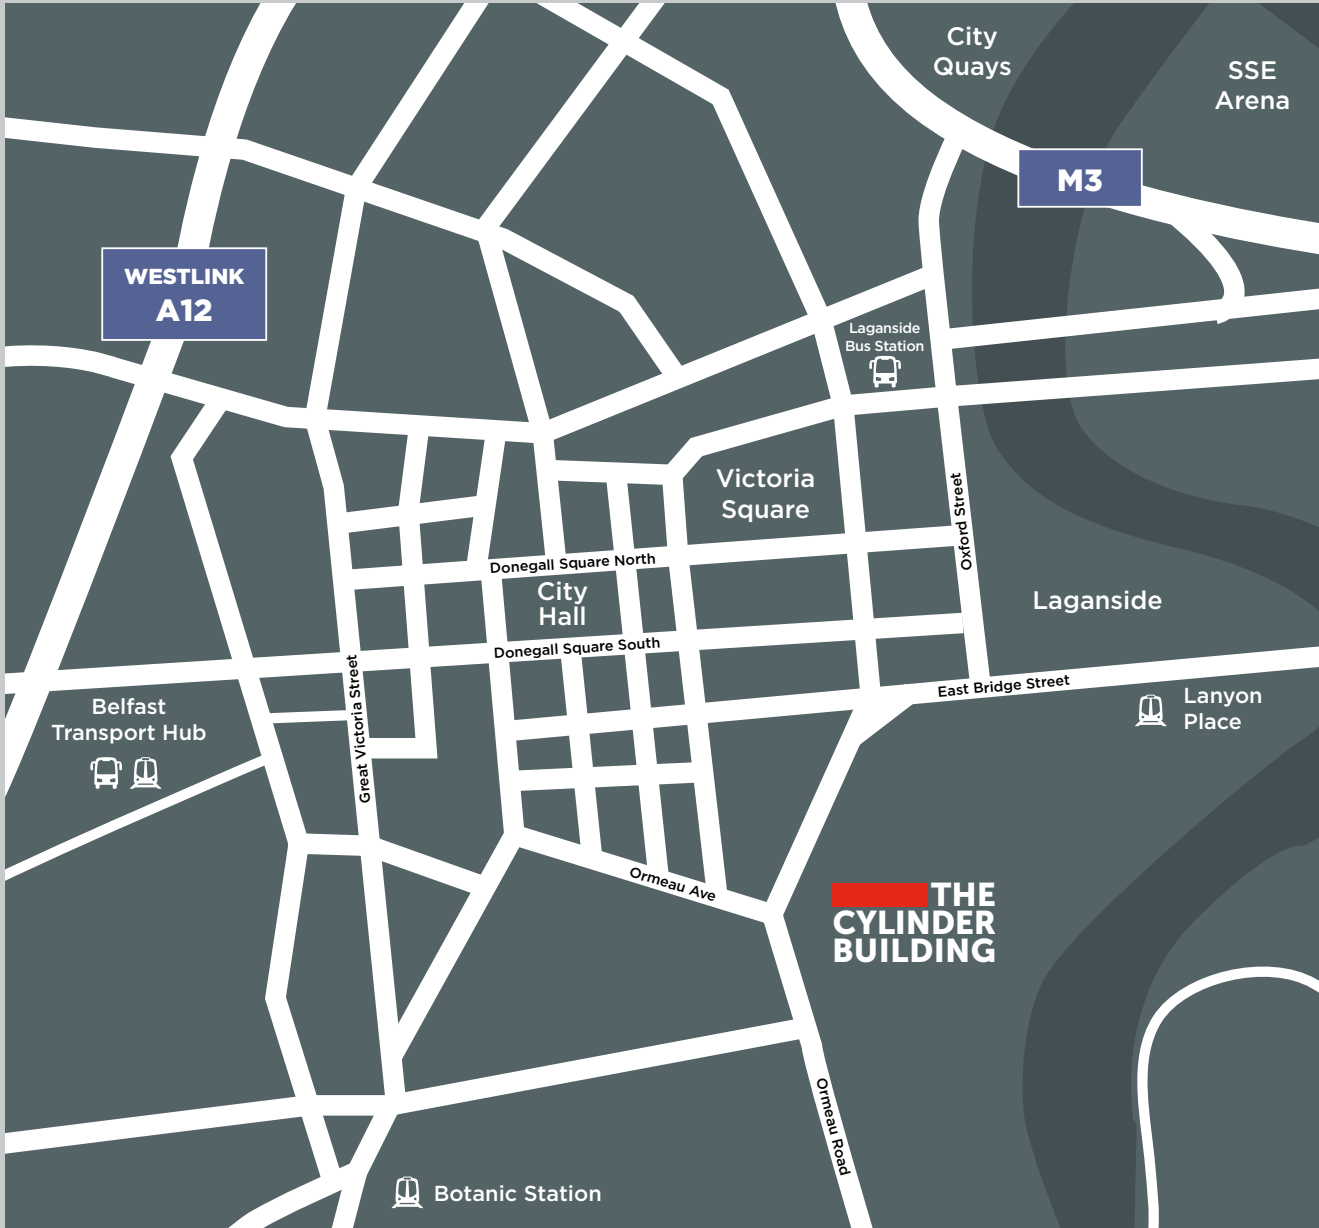 City
Quays
SSE
Arena
M3
WESTLINK
A12
Laganside
Bus Station
Victoria
Square
Oxford Street
Donegall Square North
City
Hall
Laganside
Donegall Square South
East Bridge Street
Lanyon
Place
Belfast
Transport Hub
Great Victoria Street
Ormeau Ave
THE
CYLINDER
BUILDING
Ormeau Road
Botanic Station